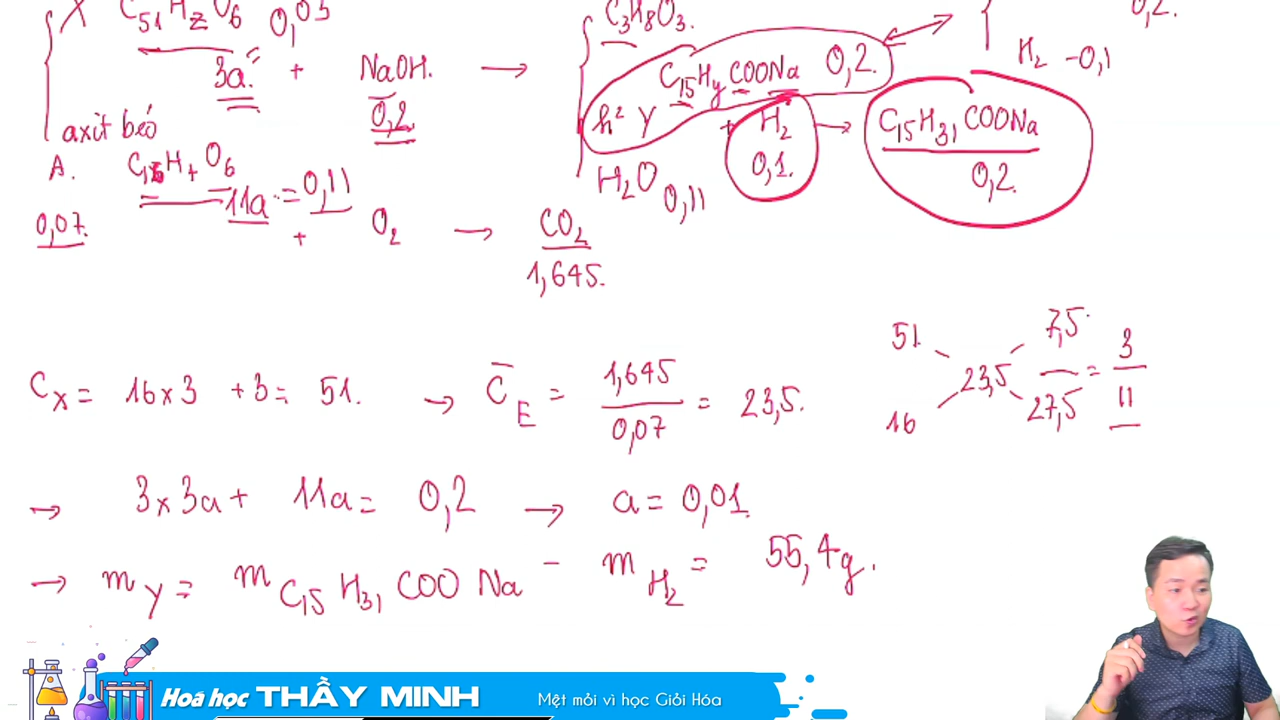 X C51HzO6 0,03
3a + NaOH. → C3H8O3.
0,2. C15HyCOONa 0,2.
0,2.
H2 -0,1
axit béo
h² Y + H2 → C15H31COONa
0,1. 0,2.
A. H2O 0,11
11a = 0,11
0,07. + O2 → CO2
1,645.
CX = 16x3 + 3 = 51. → C̄E = 1,645 / 0,07 = 23,5.
51 7,5
23,5 = 3/11
16 27,5
→ 3x3a + 11a = 0,2 → a = 0,01
→ mY = mC15H31COONa - mH2 = 55,4g.
Hoá học THẦY MINH
Mệt mỏi vì học Giỏi Hóa